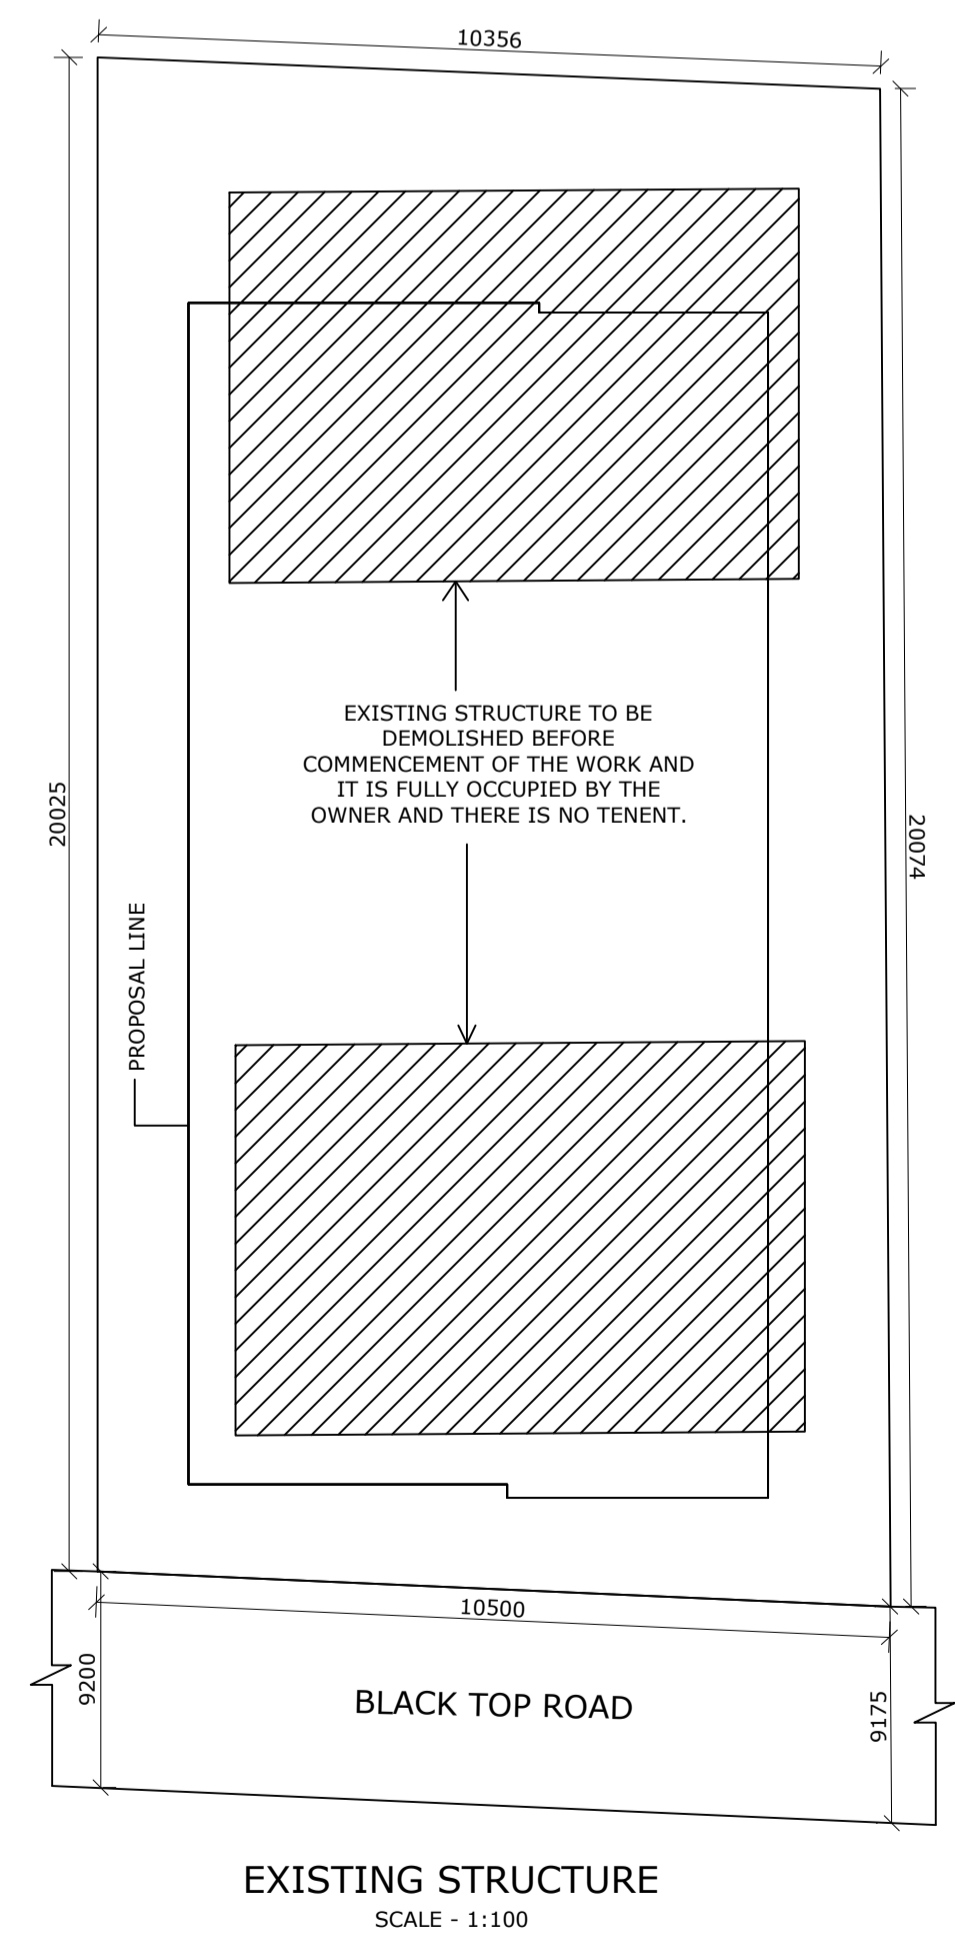 10356
EXISTING STRUCTURE TO BE
DEMOLISHED BEFORE
COMMENCEMENT OF THE WORK AND
IT IS FULLY OCCUPIED BY THE
OWNER AND THERE IS NO TENENT.
20025
20074
PROPOSAL LINE
10500
9200
BLACK TOP ROAD
9175
EXISTING STRUCTURE
SCALE - 1:100